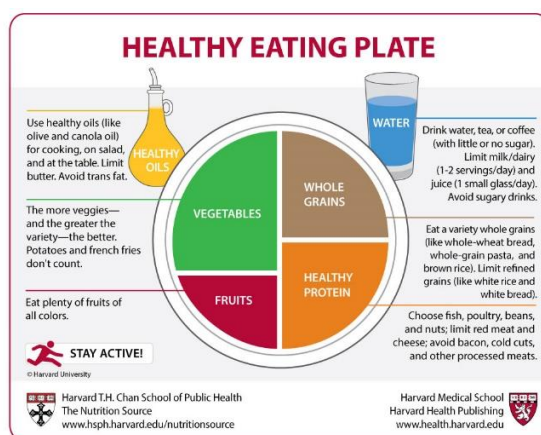 HEALTHY EATING PLATE
Use healthy oils (like
olive and canola oil)
for cooking, on salad,
and at the table. Limit
butter. Avoid trans fat.
HEALTHY
OILS
The more veggies—
and the greater the
variety—the better.
Potatoes and french fries
don't count.
Eat plenty of fruits of
all colors.
STAY ACTIVE!
© Harvard University
VEGETABLES
FRUITS
WHOLE
GRAINS
HEALTHY
PROTEIN
WATER
Drink water, tea, or coffee
(with little or no sugar).
Limit milk/dairy
(1-2 servings/day) and
juice (1 small glass/day).
Avoid sugary drinks.
Eat a variety whole grains
(like whole-wheat bread,
whole-grain pasta, and
brown rice). Limit refined
grains (like white rice and
white bread).
Choose fish, poultry, beans,
and nuts; limit red meat and
cheese; avoid bacon, cold cuts,
and other processed meats.
Harvard T.H. Chan School of Public Health
The Nutrition Source
www.hsph.harvard.edu/nutritionsource
Harvard Medical School
Harvard Health Publishing
www.health.harvard.edu